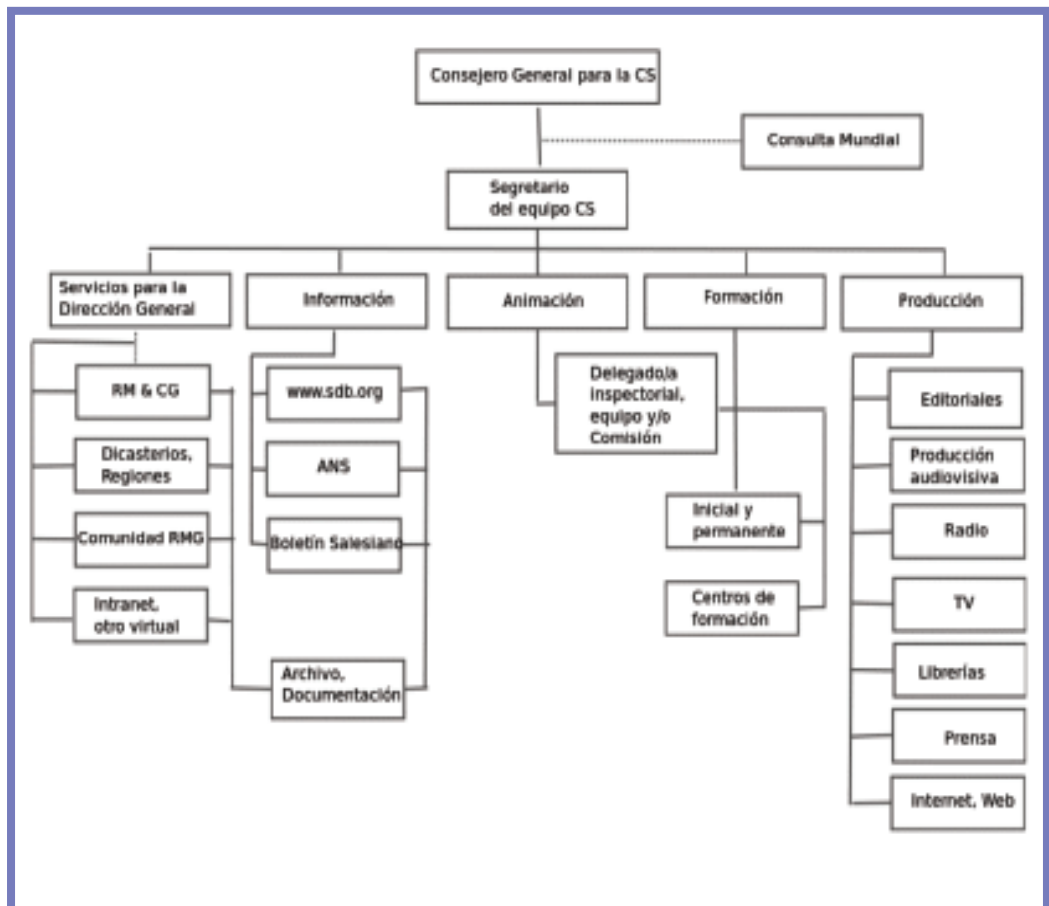 Consejero General para la CS
Consulta Mundial
Segretario
del equipo CS
Servicios para la
Dirección General
Información
Animación
Formación
Producción
RM & CG
Dicasterios,
Regiones
Comunidad RMG
Intranet,
otro virtual
www.sdb.org
ANS
Boletín Salesiano
Archivo,
Documentación
Delegado,la
inspectorial,
equipo y/o
Comisión
Inicial y
permanente
Centros de
formación
Editoriales
Producción
audiovisiva
Radio
TV
Librerías
Prensa
Internet, Web